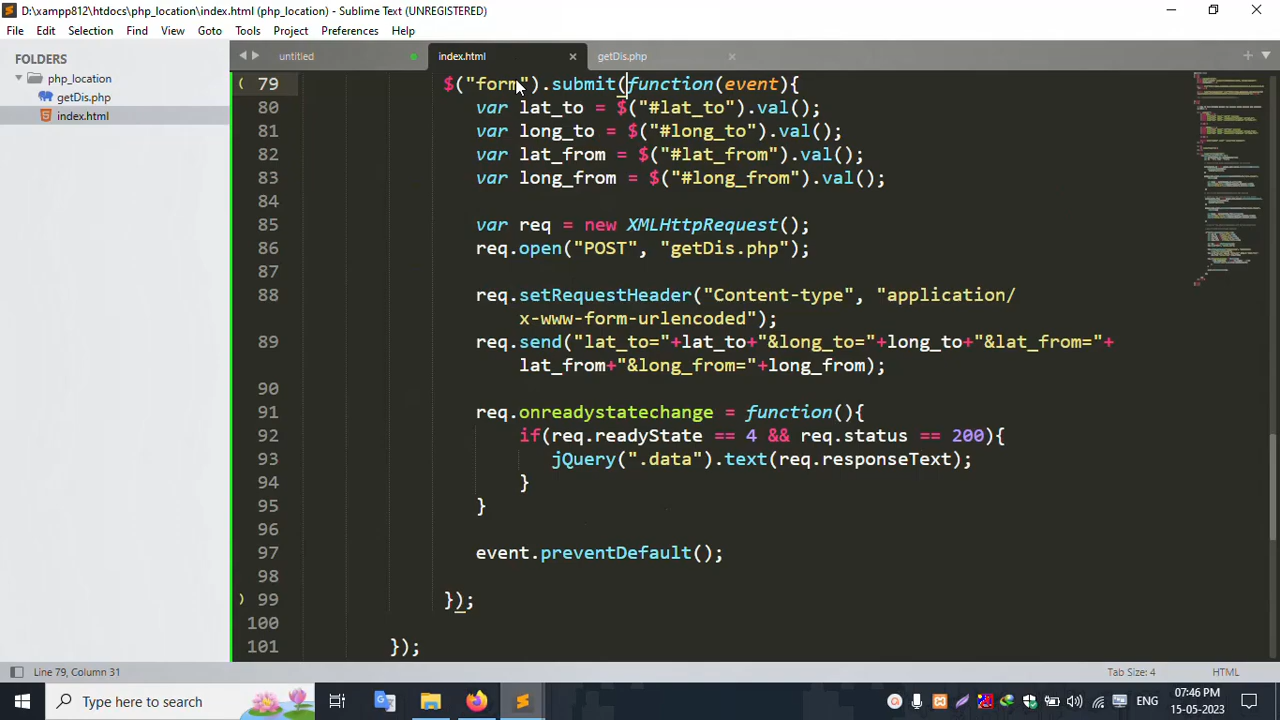 D:\xampp812\htdocs\php_location\index.html (php_location) - Sublime Text (UNREGISTERED)
File Edit Selection Find View Goto Tools Project Preferences Help
FOLDERS
php_location
getDis.php
index.html
untitled index.html getDis.php
79 $("form").submit(function(event){
80 var lat_to = $("#lat_to").val();
81 var long_to = $("#long_to").val();
82 var lat_from = $("#lat_from").val();
83 var long_from = $("#long_from").val();
84
85 var req = new XMLHttpRequest();
86 req.open("POST", "getDis.php");
87
88 req.setRequestHeader("Content-type", "application/
x-www-form-urlencoded");
89 req.send("lat_to="+lat_to+"&long_to="+long_to+"&lat_from="+
lat_from+"&long_from="+long_from);
90
91 req.onreadystatechange = function(){
92 if(req.readyState == 4 && req.status == 200){
93 jQuery(".data").text(req.responseText);
94 }
95 }
96
97 event.preventDefault();
98
99 });
100
101 });
Line 79, Column 31 Tab Size: 4 HTML
Type here to search
ENG
07:46 PM
15-05-2023